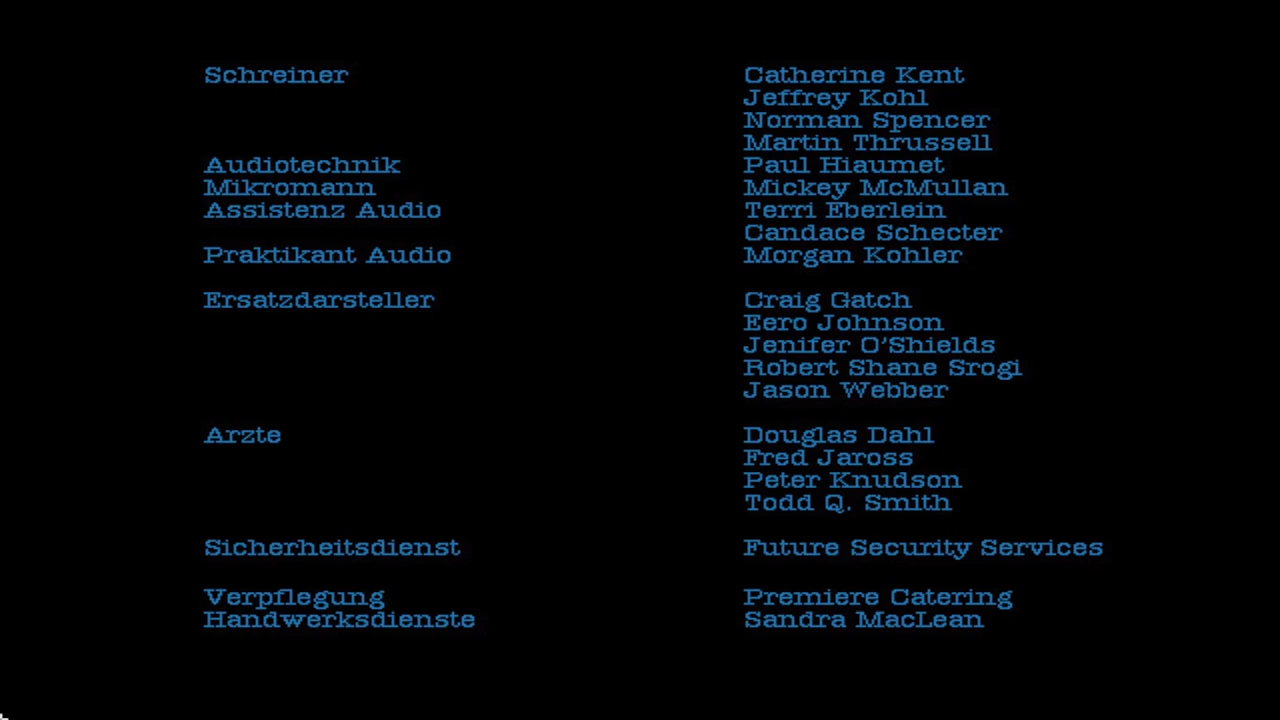 Schreiner Catherine Kent
Jeffrey Kohl
Norman Spencer
Martin Thrussell
Audiotechnik Paul Hiaumet
Mikromann Mickey McMullan
Assistenz Audio Terri Eberlein
Candace Schecter
Praktikant Audio Morgan Kohler
Ersatzdarsteller Craig Gatch
Eero Johnson
Jenifer O'Shields
Robert Shane Srogi
Jason Webber
Arzte Douglas Dahl
Fred Jaross
Peter Knudson
Todd Q. Smith
Sicherheitsdienst Future Security Services
Verpflegung Premiere Catering
Handwerksdienste Sandra MacLean